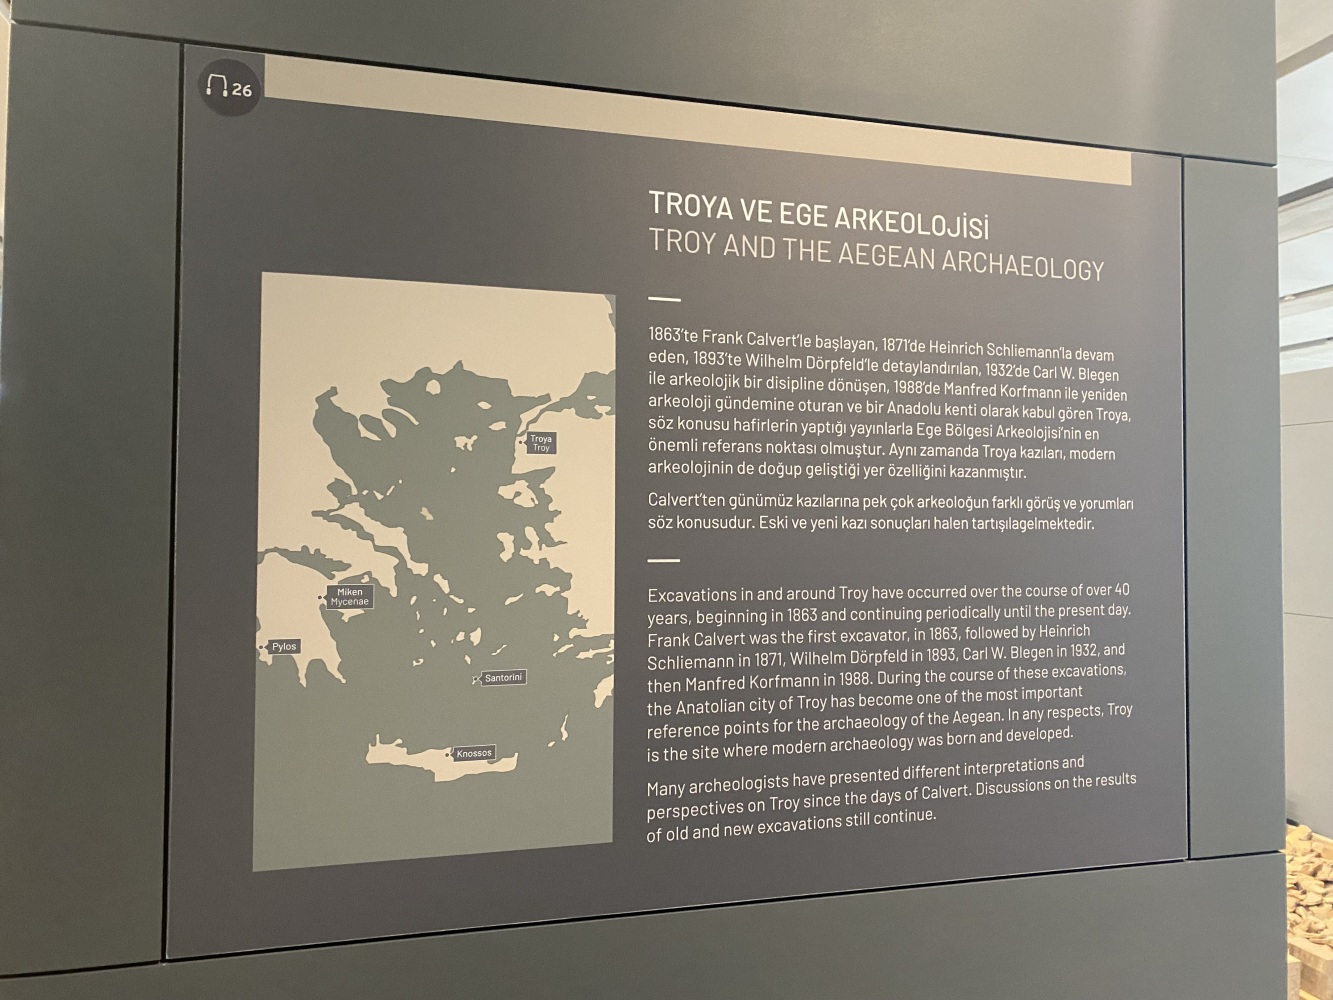 26
TROYA VE EGE ARKEOLOJİSİ
TROY AND THE AEGEAN ARCHAEOLOGY
1863'te Frank Calvert'le başlayan, 1871'de Heinrich Schliemann'la devam
eden, 1893'te Wilhelm Dörpfeld'le detaylandırılan, 1932'de Carl W. Blegen
ile arkeolojik bir disipline dönüşen, 1988'de Manfred Korfmann ile yeniden
arkeoloji gündemine oturan ve bir Anadolu kenti olarak kabul gören Troya,
söz konusu hafirlerin yaptığı yayınlarla Ege Bölgesi Arkeolojisi'nin en
önemli referans noktası olmuştur. Aynı zamanda Troya kazıları, modern
arkeolojinin de doğup geliştiği yer özelliğini kazanmıştır.
Calvert'ten günümüz kazılarına pek çok arkeoloğun farklı görüş ve yorumları
söz konusudur. Eski ve yeni kazı sonuçları halen tartışılagelmektedir.
Excavations in and around Troy have occurred over the course of over 40
years, beginning in 1863 and continuing periodically until the present day.
Frank Calvert was the first excavator, in 1863, followed by Heinrich
Schliemann in 1871, Wilhelm Dörpfeld in 1893, Carl W. Blegen in 1932, and
then Manfred Korfmann in 1988. During the course of these excavations,
the Anatolian city of Troy has become one of the most important
reference points for the archaeology of the Aegean. In any respects, Troy
is the site where modern archaeology was born and developed.
Many archeologists have presented different interpretations and
perspectives on Troy since the days of Calvert. Discussions on the results
of old and new excavations still continue.
Troya
Troy
Miken
Mycenae
Pylos
Santorini
Knossos